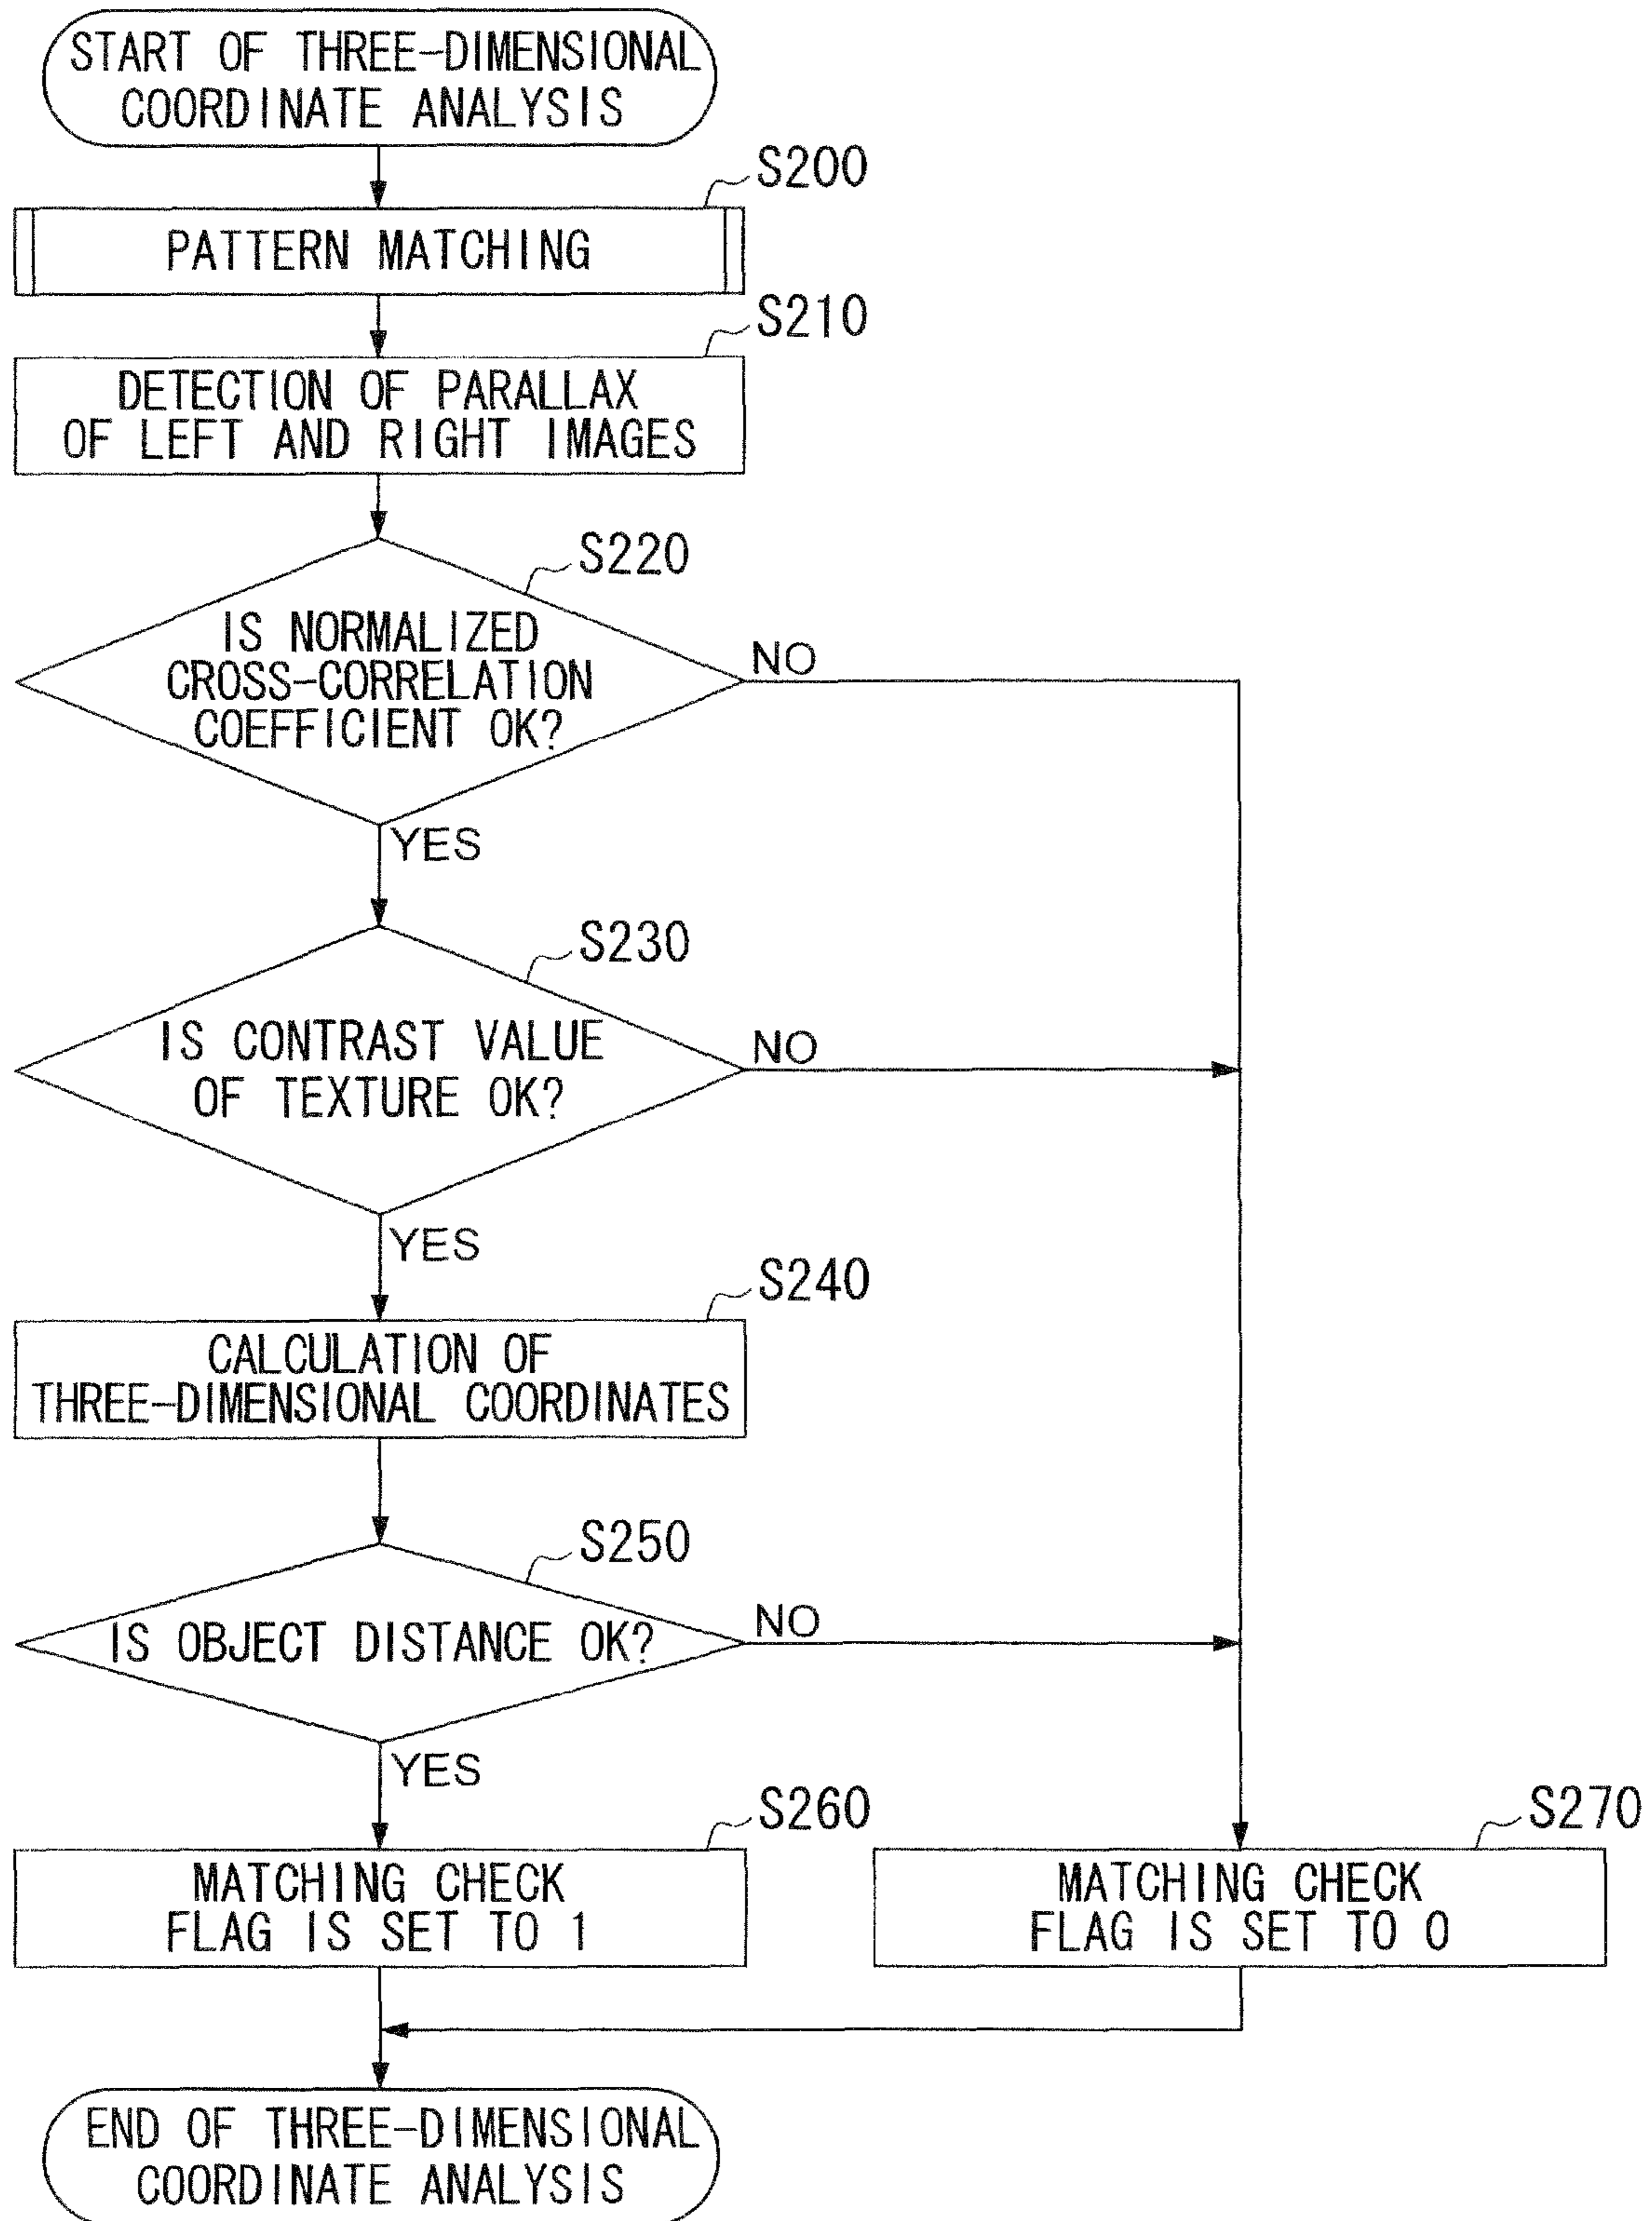 START OF THREE-DIMENSIONAL
COORDINATE ANALYSIS
S200
PATTERN MATCHING
S210
DETECTION OF PARALLAX
OF LEFT AND RIGHT IMAGES
S220
IS NORMALIZED
CROSS-CORRELATION
COEFFICIENT OK?
NO
YES
S230
IS CONTRAST VALUE
OF TEXTURE OK?
NO
YES
S240
CALCULATION OF
THREE-DIMENSIONAL COORDINATES
S250
IS OBJECT DISTANCE OK?
NO
YES
S260
MATCHING CHECK
FLAG IS SET TO 1
S270
MATCHING CHECK
FLAG IS SET TO 0
END OF THREE-DIMENSIONAL
COORDINATE ANALYSIS